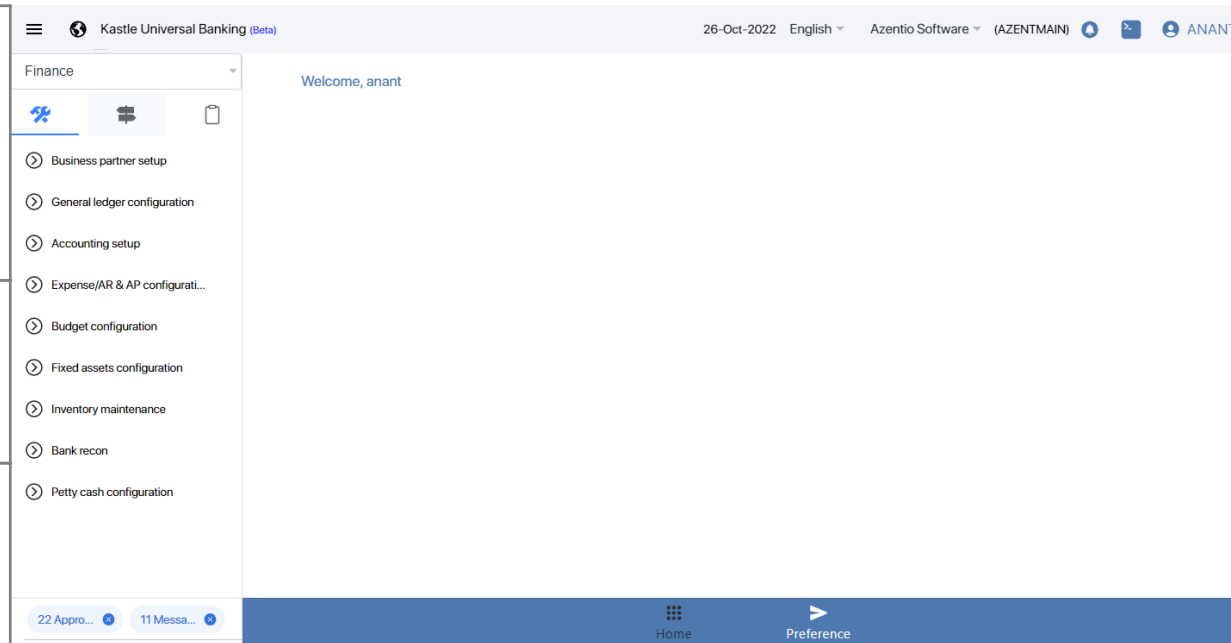 Kastle Universal Banking (Beta)
26-Oct-2022 English Azentio Software (AZENTMAIN) ANANT
Finance
Welcome, anant
Business partner setup
General ledger configuration
Accounting setup
Expense/AR & AP configurati...
Budget configuration
Fixed assets configuration
Inventory maintenance
Bank recon
Petty cash configuration
22 Appro... 11 Messa...
Home Preference